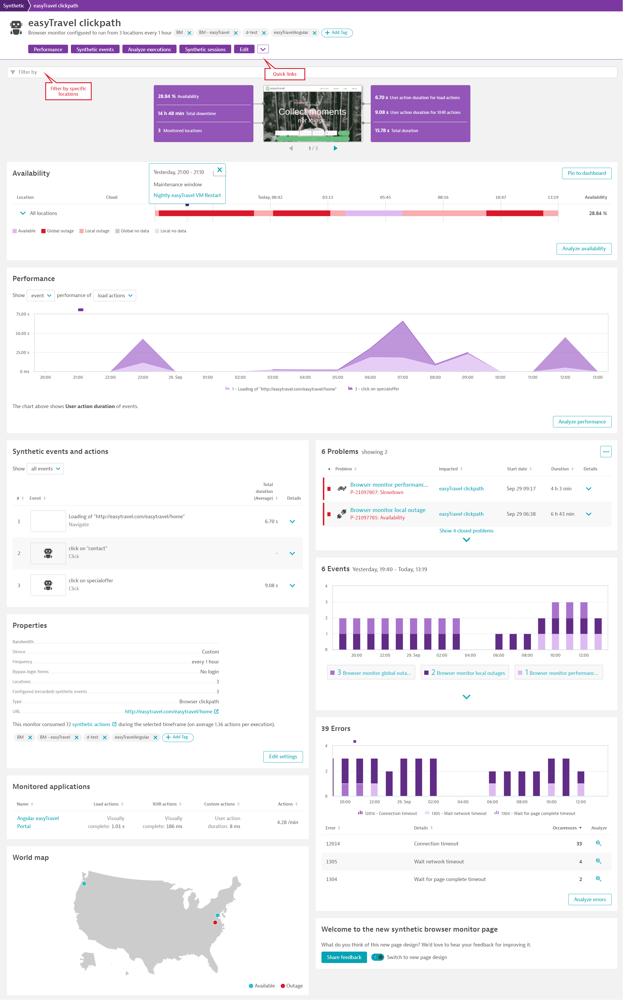 Synthetic
easyTravel clickpath
easyTravel clickpath
Browser monitor configured to run from 3 locations every 1 hour BM BM - easyTravel d-test easyTravelAngular Add Tag
Performance Synthetic events Analyze executions Synthetic sessions Edit
Filter by
Quick links
Filter by specific
locations
28.84 % Availability
14 h 48 min Total downtime
3 Monitored locations
easytravel
easyTravel
Collect moments
not things.
6.70 s User action duration for load actions
9.08 s User action duration for XHR actions
15.78 s Total duration
1 / 3
Availability
Pin to dashboard
Yesterday, 21:00 - 21:10
Maintenance window
Nightly easyTravel VM Restart
Location Cloud Today, 00:42 03:13 05:45 08:16 10:47 13:19 Availability
All locations 28.84 %
Available Global outage Local outage Global no data Local no data
Analyze availability
Performance
Show event performance of load actions
75.00 s
50.00 s
25.00 s
0 ms
20:00 21:00 22:00 23:00 29. Sep 01:00 02:00 03:00 04:00 05:00 06:00 07:00 08:00 09:00 10:00 11:00 12:00 13:00
1 - Loading of "http://easytravel.com/easytravel/home" 3 - click on specialoffer
The chart above shows User action duration of events.
Analyze performance
Synthetic events and actions
Show all events
# Event Total
duration
(Average) Details
1 Loading of "http://easytravel.com/easytravel/home" 6.70 s
Navigate
2 click on "contact" -
Click
3 click on specialoffer 9.08 s
Click
Properties
Bandwidth
Device Custom
Frequency every 1 hour
Bypass login forms No login
Locations 3
Configured (recorded) synthetic events 3
Type Browser clickpath
URL http://easytravel.com/easytravel/home
This monitor consumed 72 synthetic actions during the selected timeframe (on average 1.36 actions per execution).
BM BM - easyTravel d-test easyTravelAngular Add Tag
Edit settings
Monitored applications
Name Load actions XHR actions Custom actions Actions
Angular easyTravel Visually Visually User action
Portal complete: 1.01 s complete: 186 ms duration: 8 ms 4.28 /min
World map
Available Outage
6 Problems showing 2
Problem Impacted Start date Duration Details
Browser monitor performanc...
P-21097807: Slowdown easyTravel clickpath Sep 29 09:17 4 h 3 min
Browser monitor local outage
P-21097785: Availability easyTravel clickpath Sep 29 06:38 6 h 43 min
Show 4 closed problems
6 Events Yesterday, 19:40 - Today, 13:19
4
3
2
1
0
20:00 22:00 29. Sep 02:00 04:00 06:00 08:00 10:00 12:00
3 Browser monitor global outa... 2 Browser monitor local outages 1 Browser monitor performanc...
39 Errors
4
2
0
20:00 22:00 29. Sep 02:00 04:00 06:00 08:00 10:00 12:00
12014 - Connection timeout 1305 - Wait network timeout 1304 - Wait for page complete timeout
Error Details Occurrences Analyze
12014 Connection timeout 33
1305 Wait network timeout 4
1304 Wait for page complete timeout 2
Analyze errors
Welcome to the new synthetic browser monitor page
What do you think of this new page design? We'd love to hear your feedback for improving it.
Share feedback Switch to new page design